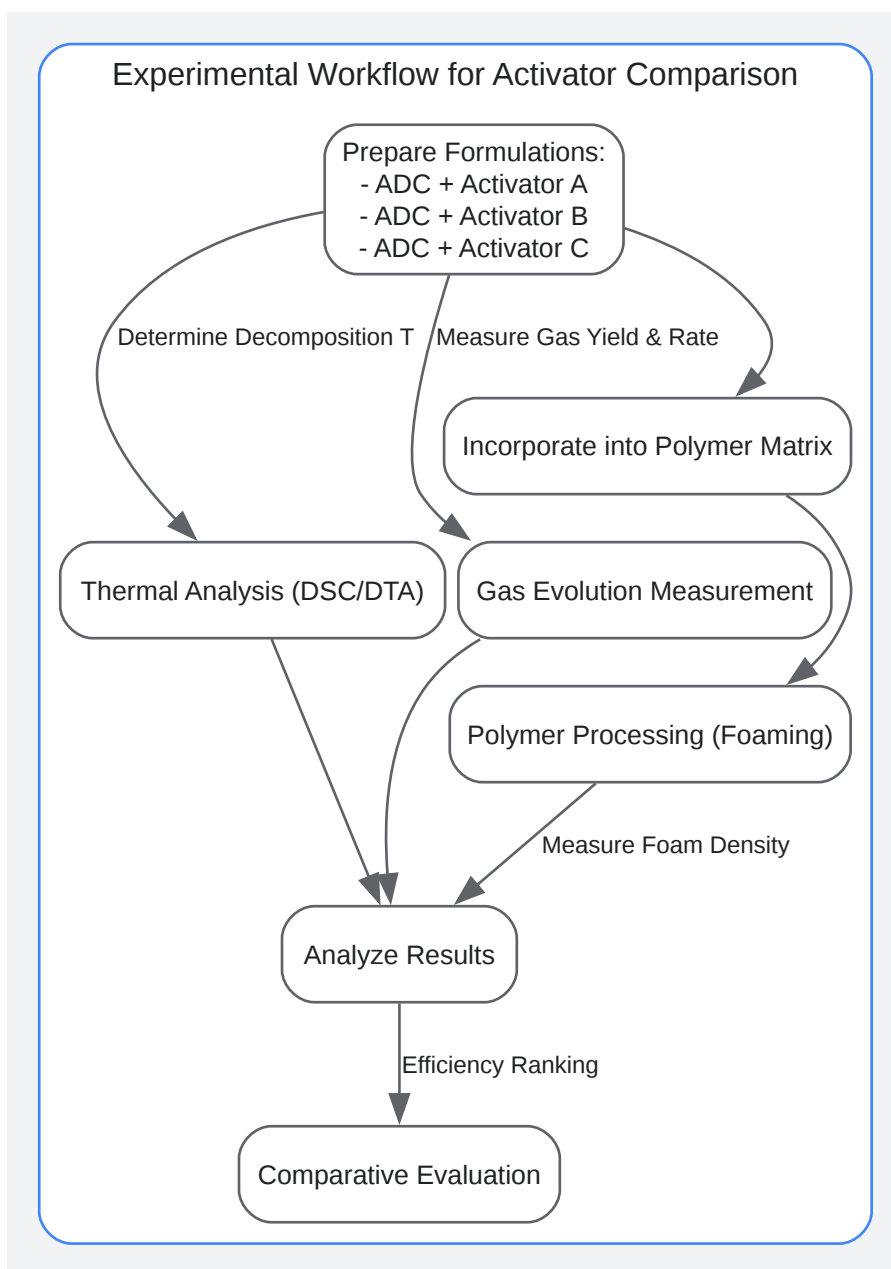 Experimental Workflow for Activator Comparison
Prepare Formulations:
- ADC + Activator A
- ADC + Activator B
- ADC + Activator C
Determine Decomposition T
Measure Gas Yield & Rate
Incorporate into Polymer Matrix
Thermal Analysis (DSC/DTA)
Gas Evolution Measurement
Polymer Processing (Foaming)
Measure Foam Density
Analyze Results
Efficiency Ranking
Comparative Evaluation